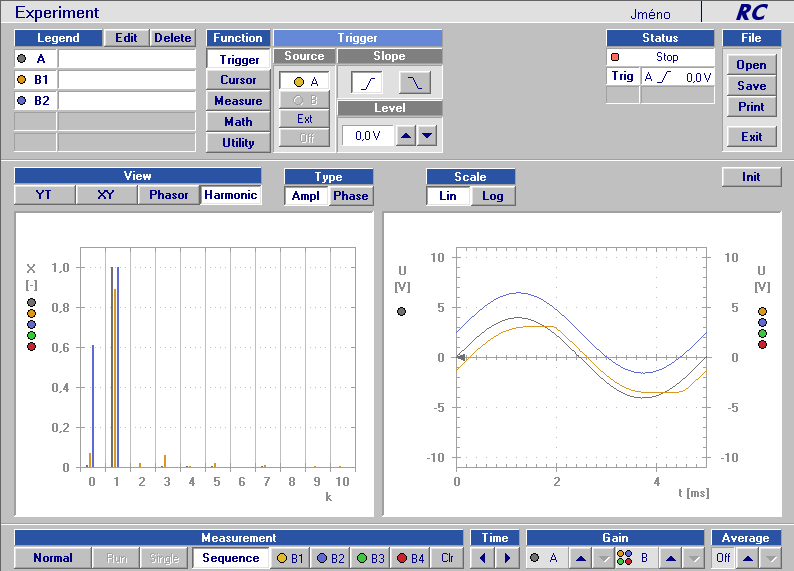 Experiment Jméno RC
Legend Edit Delete Function Trigger Status File
A Trigger Source Slope Stop Open
B1 Cursor A Trig A 0,0 V Save
B2 Measure B Level Print
Math Ext 0,0 V
Utility Off Exit
View Type Scale Init
YT XY Phasor Harmonic Ampl Phase Lin Log
X
[-]
1,0
0,8
0,6
0,4
0,2
0
0 1 2 3 4 5 6 7 8 9 10
k
U
[V]
10
5
0
-5
-10
0 2 4
t [ms]
10
5
0
-5
-10
U
[V]
Measurement Time Gain Average
Normal Run Single Sequence B1 B2 B3 B4 Clr A B Off